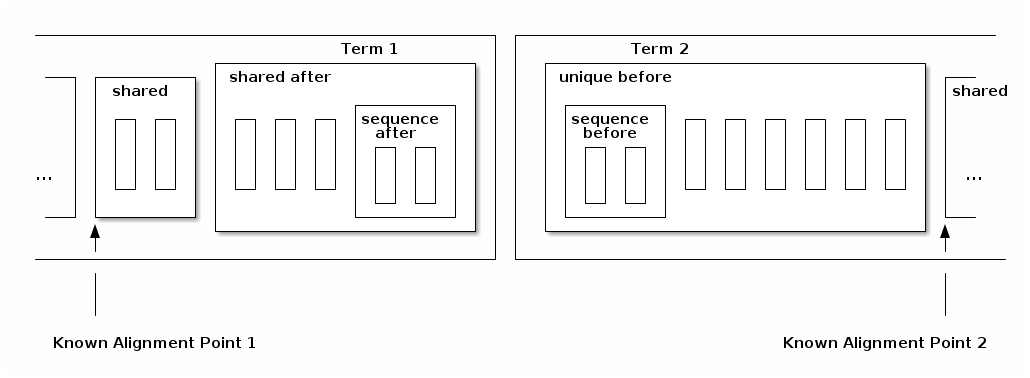 Term 1
Term 2
shared after
unique before
shared
shared
sequence
after
sequence
before
...
...
Known Alignment Point 1
Known Alignment Point 2